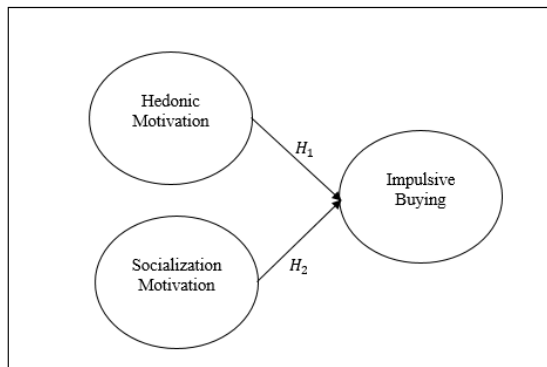 Hedonic
Motivation
H₁
Impulsive
Buying
H₂
Socialization
Motivation